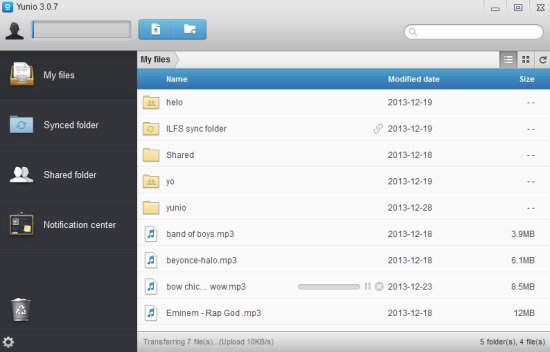 Yunio 3.0.7
My files
Synced folder
Shared folder
Notification center
My files
Name Modified date Size
helo 2013-12-19 --
ILFS sync folder 2013-12-19 --
Shared 2013-12-18 --
yo 2013-12-19 --
yunio 2013-12-28 --
band of boys.mp3 2013-12-18 3.9MB
beyonce-halo.mp3 2013-12-18 6.1MB
bow chic... wow.mp3 2013-12-23 8.5MB
Eminem - Rap God .mp3 2013-12-18 12MB
Transferring 7 file(s)...(Upload 10KB/s) 5 folder(s), 4 file(s)